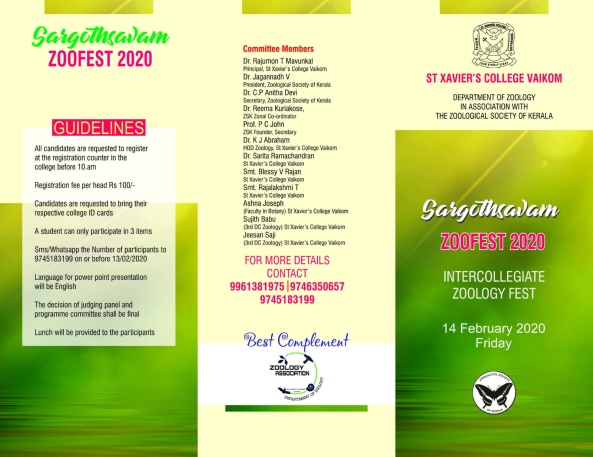 Sargothsavam
ZOOFEST 2020
GUIDELINES
All candidates are requested to register
at the registration counter in the
college before 10.am
Registration fee per head Rs 100/-
Candidates are requested to bring their
respective college ID cards
A student can only participate in 3 items
Sms/Whatsapp the Number of participants to
9745183199 on or before 13/02/2020
Language for power point presentation
will be English
The decision of judging panel and
programme committee shall be final
Lunch will be provided to the participants
Committee Members
Dr. Rajumon T Mavunkal
Principal, St Xavier's College Vaikom
Dr. Jagannadh V
President, Zoological Society of Kerala
Dr. C.P Anitha Devi
Secretary, Zoological Society of Kerala
Dr. Reema Kuriakose,
ZSK Zonal Co-ordinator
Prof. P C John
ZSK Founder, Secretary
Dr. K J Abraham
HOD Zoology, St Xavier's College Vaikom
Dr. Sarita Ramachandran
St Xavier's College Vaikom
Smt. Blessy V Rajan
St Xavier's College Vaikom
Smt. Rajalakshmi T
St Xavier's College Vaikom
Ashna Joseph
(Faculty in Botany) St Xavier's College Vaikom
Sujith Babu
(3rd DC Zoology) St Xavier's College Vaikom
Jeesan Saji
(3rd DC Zoology) St Xavier's College Vaikom
FOR MORE DETAILS
CONTACT
9961381975 | 9746350657
9745183199
Best Complement
ZOOLOGY
ASSOCIATION
DEPARTMENT OF ZOOLOGY
ST XAVIER'S COLLEGE VAIKOM
DEPARTMENT OF ZOOLOGY
IN ASSOCIATION WITH
THE ZOOLOGICAL SOCIETY OF KERALA
Sargothsavam
ZOOFEST 2020
INTERCOLLEGIATE
ZOOLOGY FEST
14 February 2020
Friday
ZOOLOGICAL SOCIETY
OF KERALA